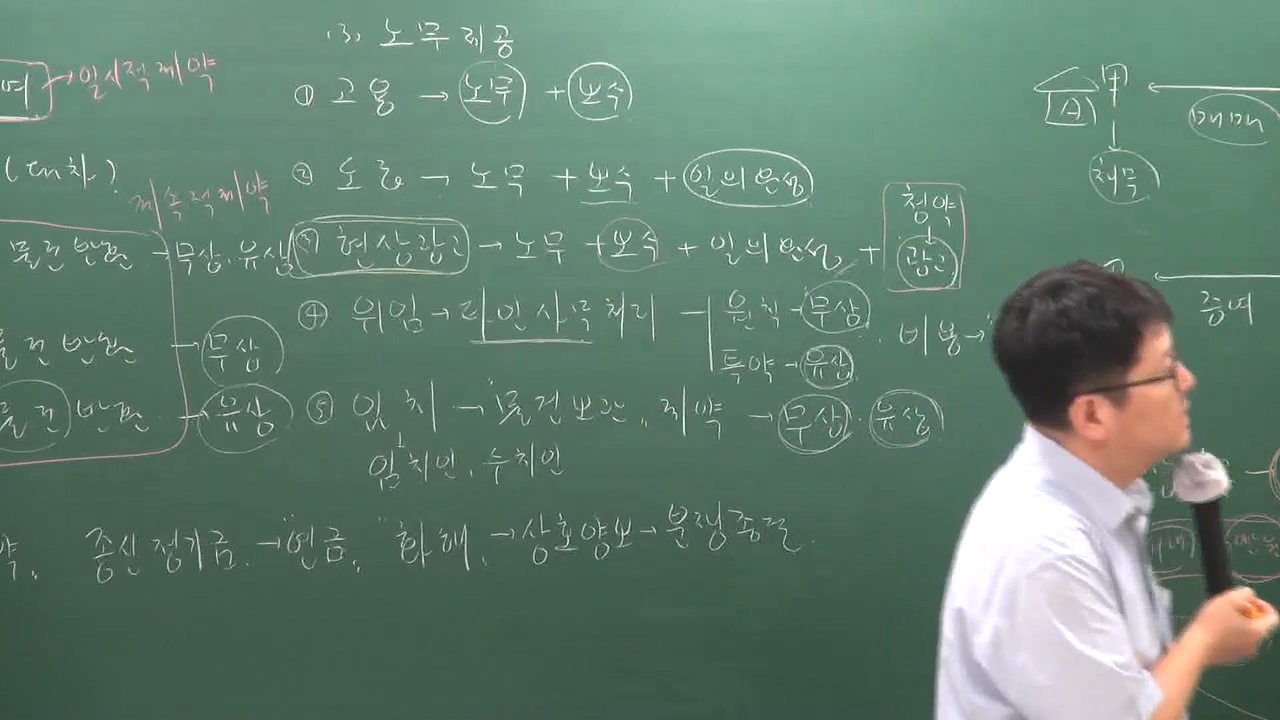 (3) 노무제공
여 → 일시적계약
① 고용 → 노무 + 보수
(대차)
계속적계약
② 도급 → 노무 + 보수 + 일의완성
물건반환 - 무상·유상
③ 현상광고 → 노무 + 보수 + 일의완성 + 청약 광고
④ 위임 → 타인사무처리 - 원칙 - 무상
특약 - 유상
비용 →
물건반환 → 무상
물건반환 → 유상
⑤ 임치 → "물건보관" 계약 → 무상·유상
임치인, 수치인
약, 종신정기금 → "연금", 화해, → 상호양보 → 분쟁종결.
A 甲 ← 매매
↓
채무
증여